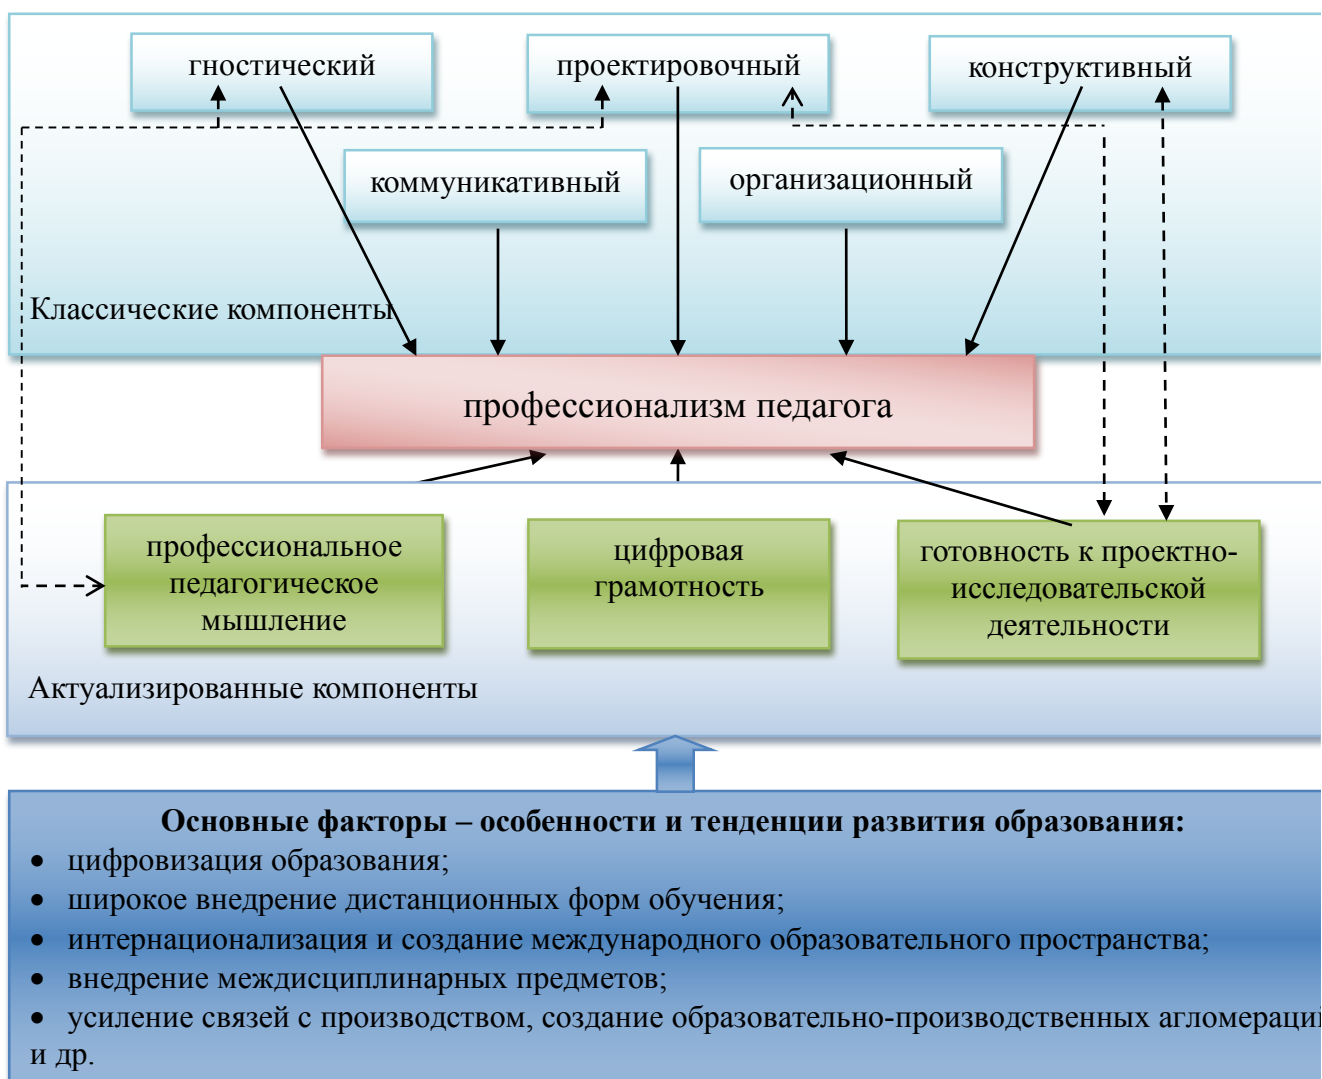 гностический
проектировочный
конструктивный
коммуникативный
организационный
Классические компоненты
профессионализм педагога
профессиональное
педагогическое
мышление
цифровая
грамотность
готовность к проектно-
исследовательской
деятельности
Актуализированные компоненты
Основные факторы – особенности и тенденции развития образования:
• цифровизация образования;
• широкое внедрение дистанционных форм обучения;
• интернационализация и создание международного образовательного пространства;
• внедрение междисциплинарных предметов;
• усиление связей с производством, создание образовательно-производственных агломераций
и др.